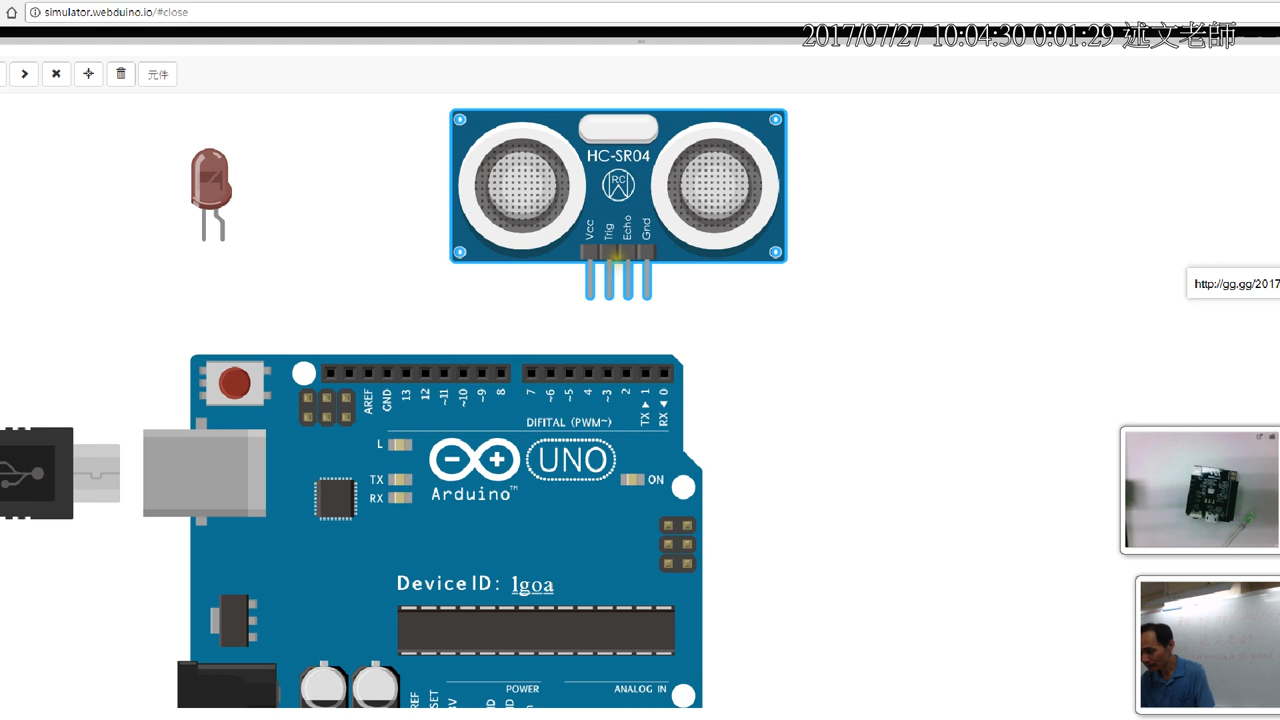 simulator.webduino.io/#close
2017/07/27 10:04:30 0:01:29 述文老師
元件
HC-SR04
RC
Vcc
Trig
Echo
Gnd
http://gg.gg/2017
AREF
GND
13
12
~11
~10
~9
8
7
~6
~5
4
~3
2
TX ▶ 1
RX ◀ 0
DIFITAL (PWM~)
L
TX
RX
UNO
ON
Arduino™
Device ID: 1goa
POWER
ANALOG IN